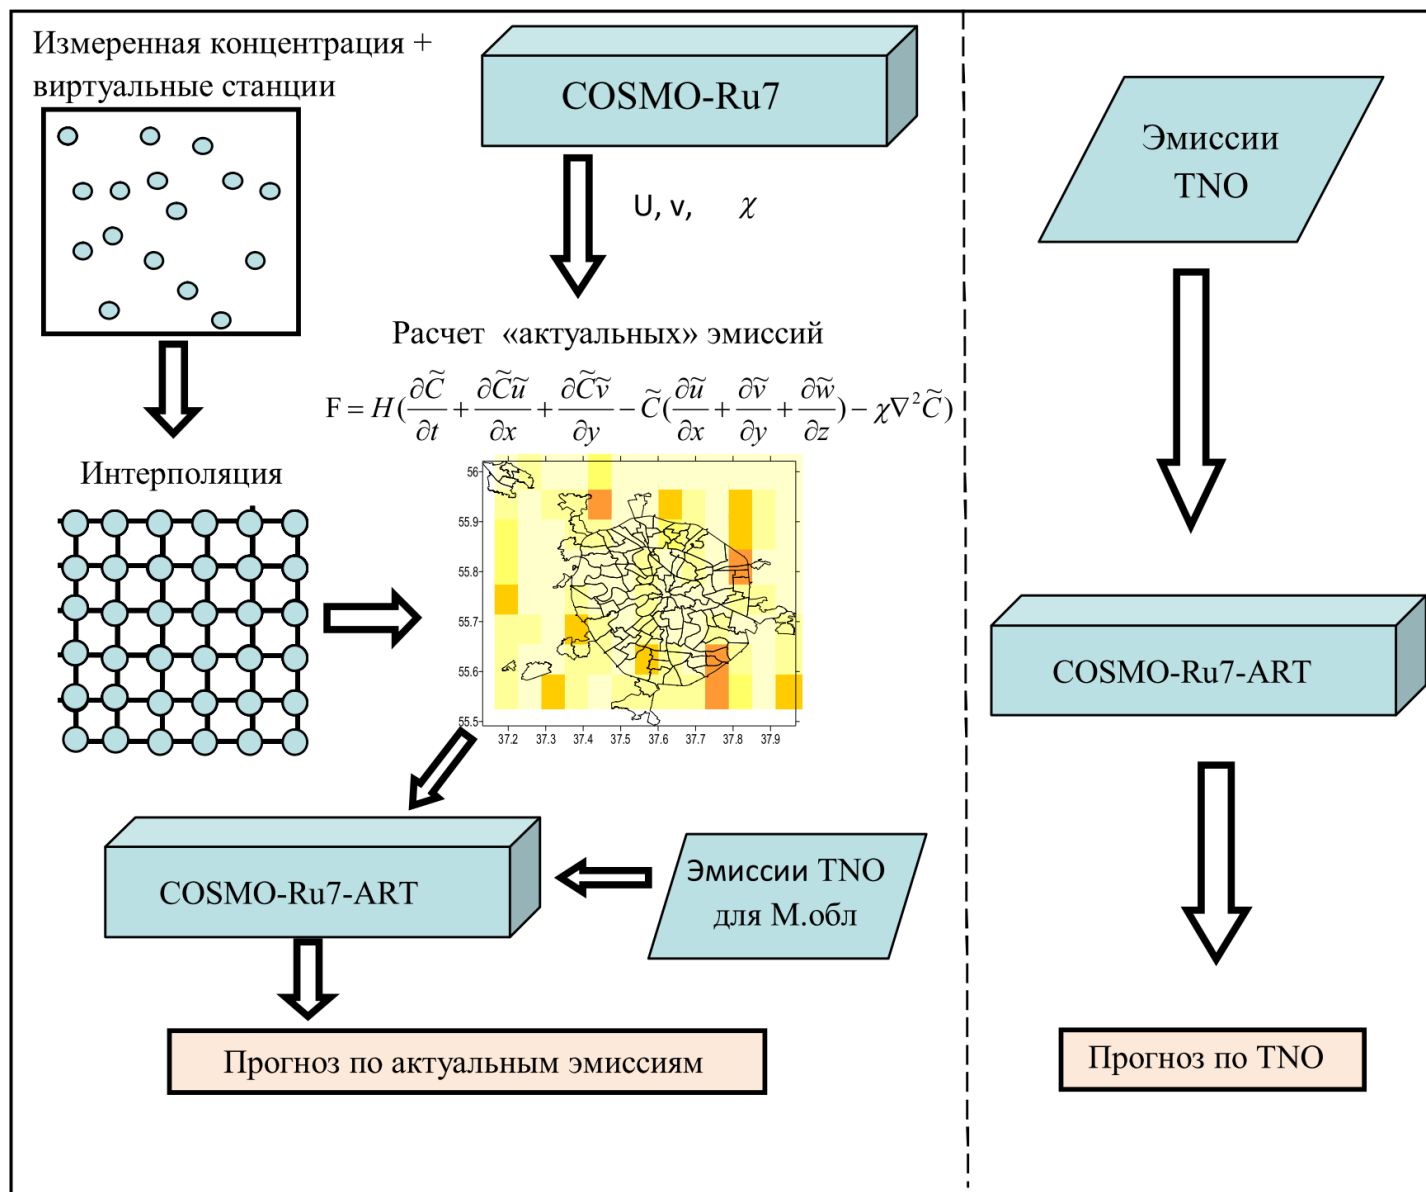 Измеренная концентрация +
виртуальные станции
COSMO-Ru7
U, v, χ
Расчет «актуальных» эмиссий
F = H(∂C̃/∂t + ∂C̃ũ/∂x + ∂C̃ṽ/∂y − C̃(∂ũ/∂x + ∂ṽ/∂y + ∂w̃/∂z) − χ∇²C̃)
Интерполяция
56
55.9
55.8
55.7
55.6
55.5
37.2 37.3 37.4 37.5 37.6 37.7 37.8 37.9
COSMO-Ru7-ART
Эмиссии TNO
для М.обл
Прогноз по актуальным эмиссиям
Эмиссии
TNO
COSMO-Ru7-ART
Прогноз по TNO